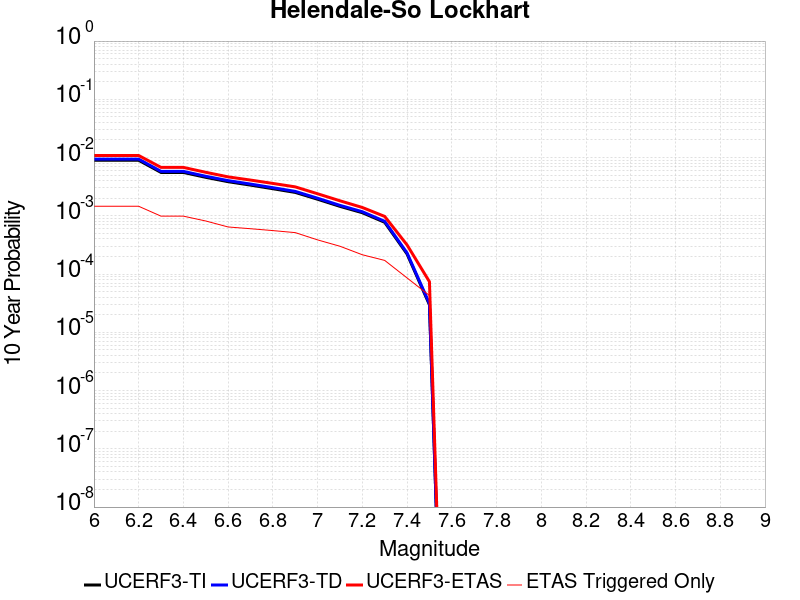 Helendale-So Lockhart
10^0
10^-1
10^-2
10^-3
10^-4
10^-5
10^-6
10^-7
10^-8
10 Year Probability
6 6.2 6.4 6.6 6.8 7 7.2 7.4 7.6 7.8 8 8.2 8.4 8.6 8.8 9
Magnitude
UCERF3-TI UCERF3-TD UCERF3-ETAS ETAS Triggered Only